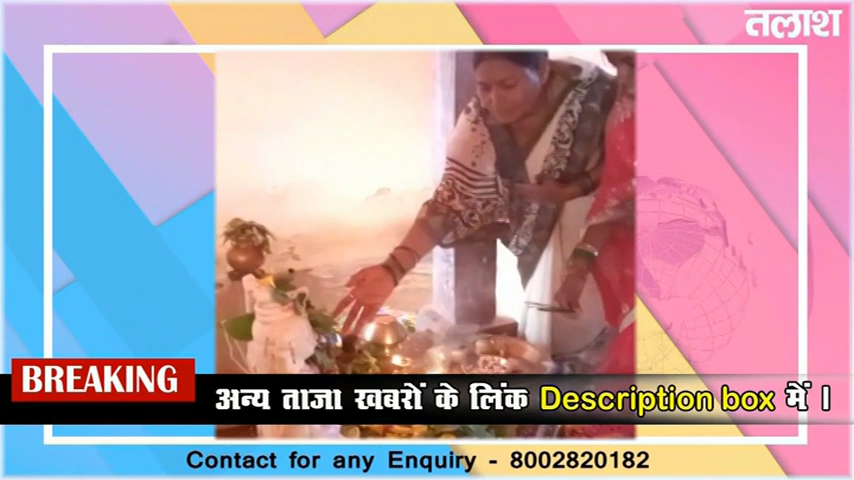 तलाश
BREAKING
अन्य ताजा खबरों के लिंक Description box में ।
Contact for any Enquiry - 8002820182